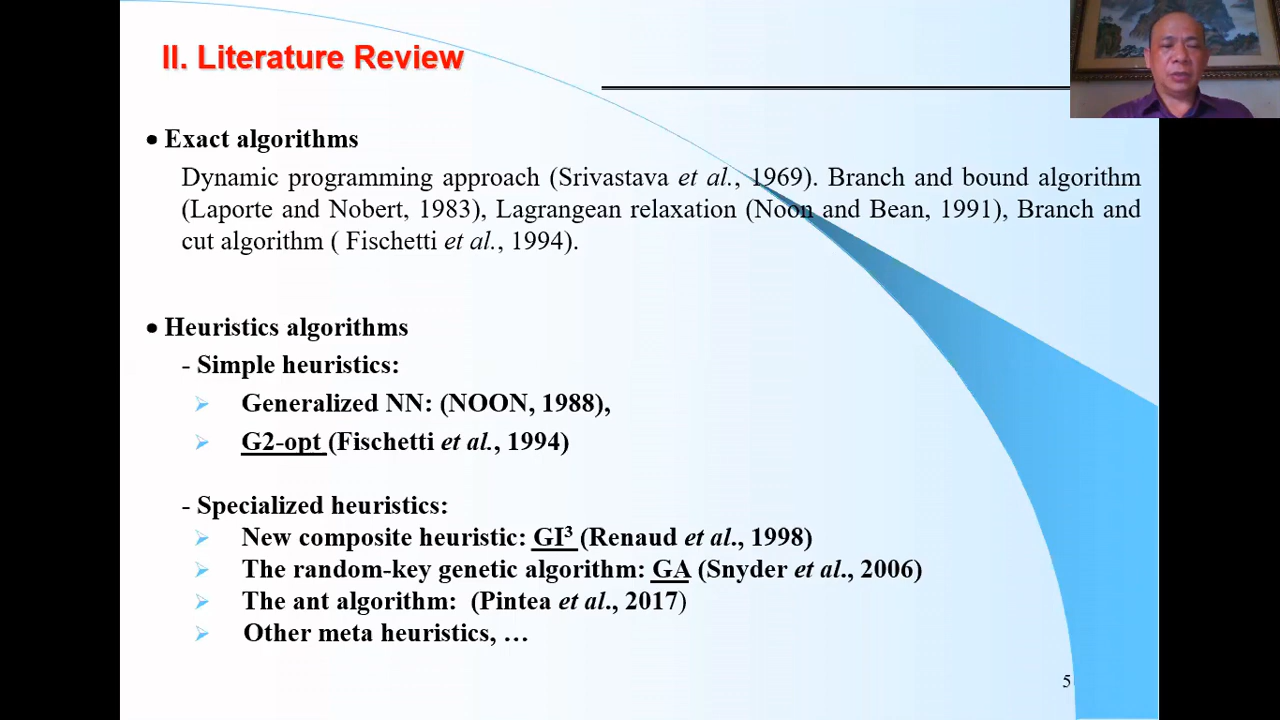 II. Literature Review
• Exact algorithms
Dynamic programming approach (Srivastava et al., 1969). Branch and bound algorithm
(Laporte and Nobert, 1983), Lagrangean relaxation (Noon and Bean, 1991), Branch and
cut algorithm ( Fischetti et al., 1994).
• Heuristics algorithms
- Simple heuristics:
Generalized NN: (NOON, 1988),
G2-opt (Fischetti et al., 1994)
- Specialized heuristics:
New composite heuristic: GI³ (Renaud et al., 1998)
The random-key genetic algorithm: GA (Snyder et al., 2006)
The ant algorithm: (Pintea et al., 2017)
Other meta heuristics, …
5